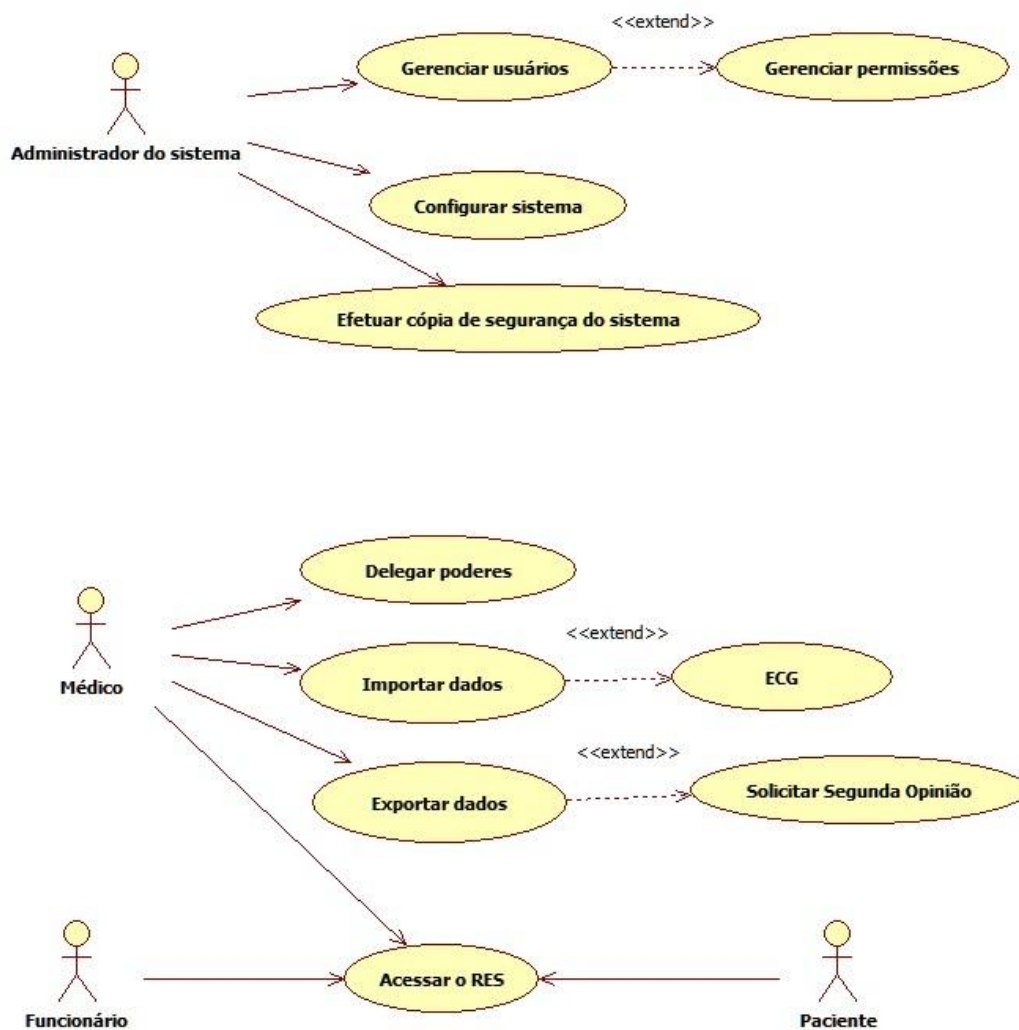 <<extend>>
Gerenciar usuários
Gerenciar permissões
Administrador do sistema
Configurar sistema
Efetuar cópia de segurança do sistema
Delegar poderes
<<extend>>
Médico
Importar dados
ECG
<<extend>>
Exportar dados
Solicitar Segunda Opinião
Acessar o RES
Funcionário
Paciente